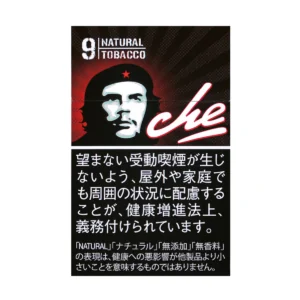 9 NATURAL
TOBACCO
che
望まない受動喫煙が生じ
ないよう、屋外や家庭で
も周囲の状況に配慮する
ことが、健康増進法上、
義務付けられています。
「NATURAL」「ナチュラル」「無添加」「無香料」
の表現は、健康への悪影響が他製品より小
さいことを意味するものではありません。